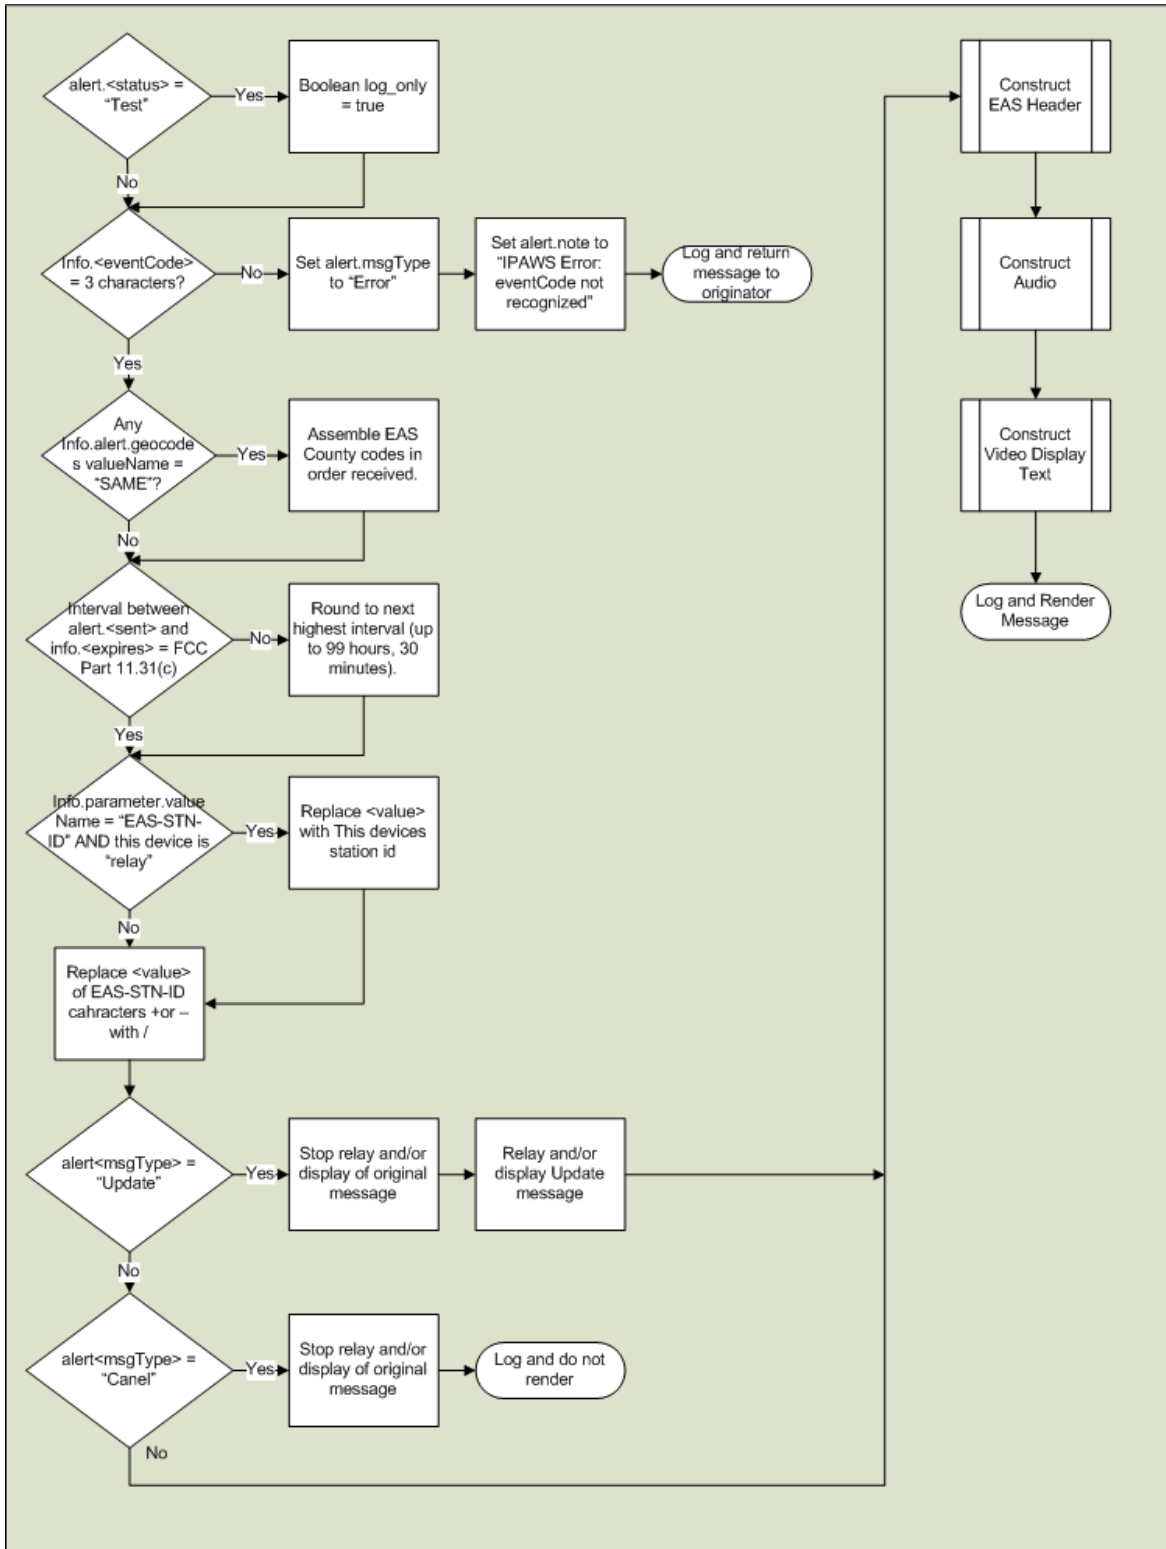 alert.<status> =
“Test”
Yes
Boolean log_only
= true
No
Info.<eventCode>
= 3 characters?
No
Set alert.msgType
to “Error”
Set alert.note to
“IPAWS Error:
eventCode not
recognized”
Log and return
message to
originator
Yes
Any
Info.alert.geocode
s valueName =
“SAME”?
Yes
Assemble EAS
County codes in
order received.
No
Interval between
alert.<sent> and
info.<expires> = FCC
Part 11.31(c)
No
Round to next
highest interval (up
to 99 hours, 30
minutes).
Yes
Info.parameter.value
Name = “EAS-STN-
ID” AND this device is
“relay”
Yes
Replace <value>
with This devices
station id
No
Replace <value>
of EAS-STN-ID
cahracters +or –
with /
alert<msgType> =
“Update”
Yes
Stop relay and/or
display of original
message
Relay and/or
display Update
message
No
alert<msgType> =
“Canel”
Yes
Stop relay and/or
display of original
message
Log and do not
render
No
Construct
EAS Header
Construct
Audio
Construct
Video Display
Text
Log and Render
Message